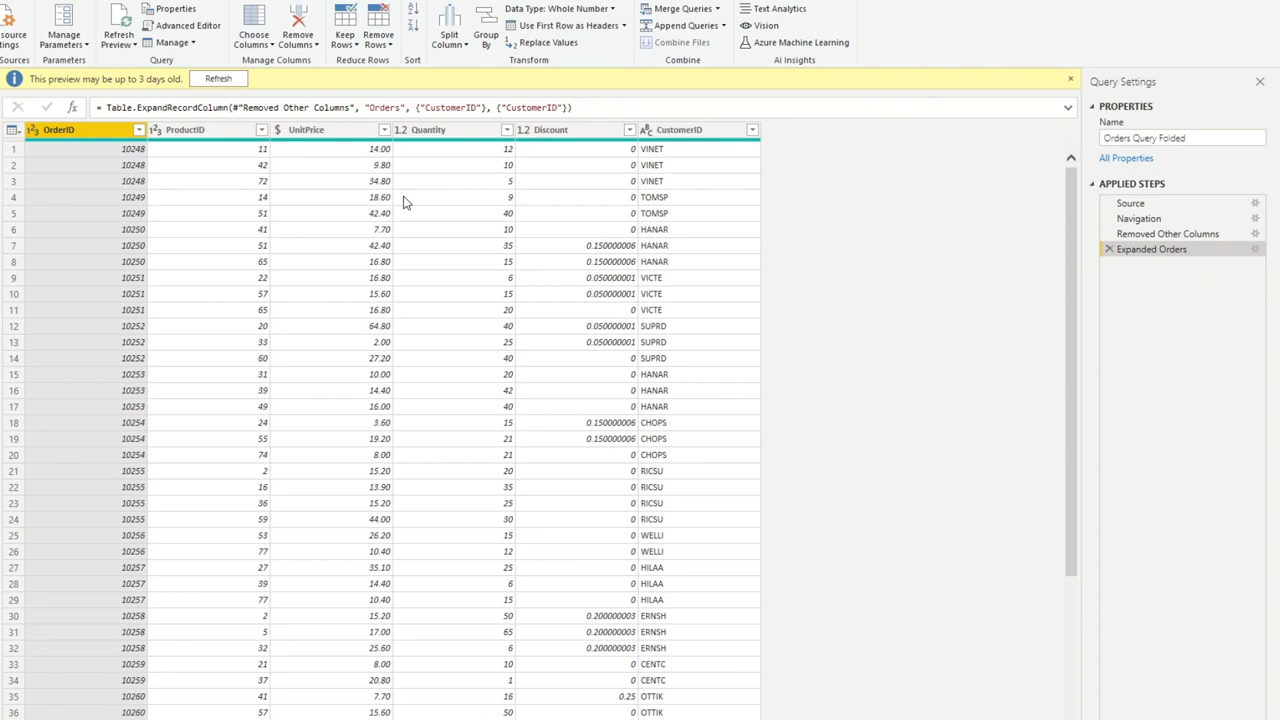 source
ttings
Sources
Manage
Parameters
Parameters
Refresh
Preview
Properties
Advanced Editor
Manage
Query
Choose
Columns
Remove
Columns
Manage Columns
Keep
Rows
Remove
Rows
Reduce Rows
Sort
Split
Column
Group
By
Data Type: Whole Number
Use First Row as Headers
Replace Values
Transform
Merge Queries
Append Queries
Combine Files
Combine
Text Analytics
Vision
Azure Machine Learning
AI Insights
This preview may be up to 3 days old. Refresh
= Table.ExpandRecordColumn(#"Removed Other Columns", "Orders", {"CustomerID"}, {"CustomerID"})
OrderID ProductID UnitPrice Quantity Discount CustomerID
1 10248 11 14.00 12 0 VINET
2 10248 42 9.80 10 0 VINET
3 10248 72 34.80 5 0 VINET
4 10249 14 18.60 9 0 TOMSP
5 10249 51 42.40 40 0 TOMSP
6 10250 41 7.70 10 0 HANAR
7 10250 51 42.40 35 0.150000006 HANAR
8 10250 65 16.80 15 0.150000006 HANAR
9 10251 22 16.80 6 0.050000001 VICTE
10 10251 57 15.60 15 0.050000001 VICTE
11 10251 65 16.80 20 0 VICTE
12 10252 20 64.80 40 0.050000001 SUPRD
13 10252 33 2.00 25 0.050000001 SUPRD
14 10252 60 27.20 40 0 SUPRD
15 10253 31 10.00 20 0 HANAR
16 10253 39 14.40 42 0 HANAR
17 10253 49 16.00 40 0 HANAR
18 10254 24 3.60 15 0.150000006 CHOPS
19 10254 55 19.20 21 0.150000006 CHOPS
20 10254 74 8.00 21 0 CHOPS
21 10255 2 15.20 20 0 RICSU
22 10255 16 13.90 35 0 RICSU
23 10255 36 15.20 25 0 RICSU
24 10255 59 44.00 30 0 RICSU
25 10256 53 26.20 15 0 WELLI
26 10256 77 10.40 12 0 WELLI
27 10257 27 35.10 25 0 HILAA
28 10257 39 14.40 6 0 HILAA
29 10257 77 10.40 15 0 HILAA
30 10258 2 15.20 50 0.200000003 ERNSH
31 10258 5 17.00 65 0.200000003 ERNSH
32 10258 32 25.60 6 0.200000003 ERNSH
33 10259 21 8.00 10 0 CENTC
34 10259 37 20.80 1 0 CENTC
35 10260 41 7.70 16 0.25 OTTIK
36 10260 57 15.60 50 0 OTTIK
Query Settings
PROPERTIES
Name
Orders Query Folded
All Properties
APPLIED STEPS
Source
Navigation
Removed Other Columns
Expanded Orders